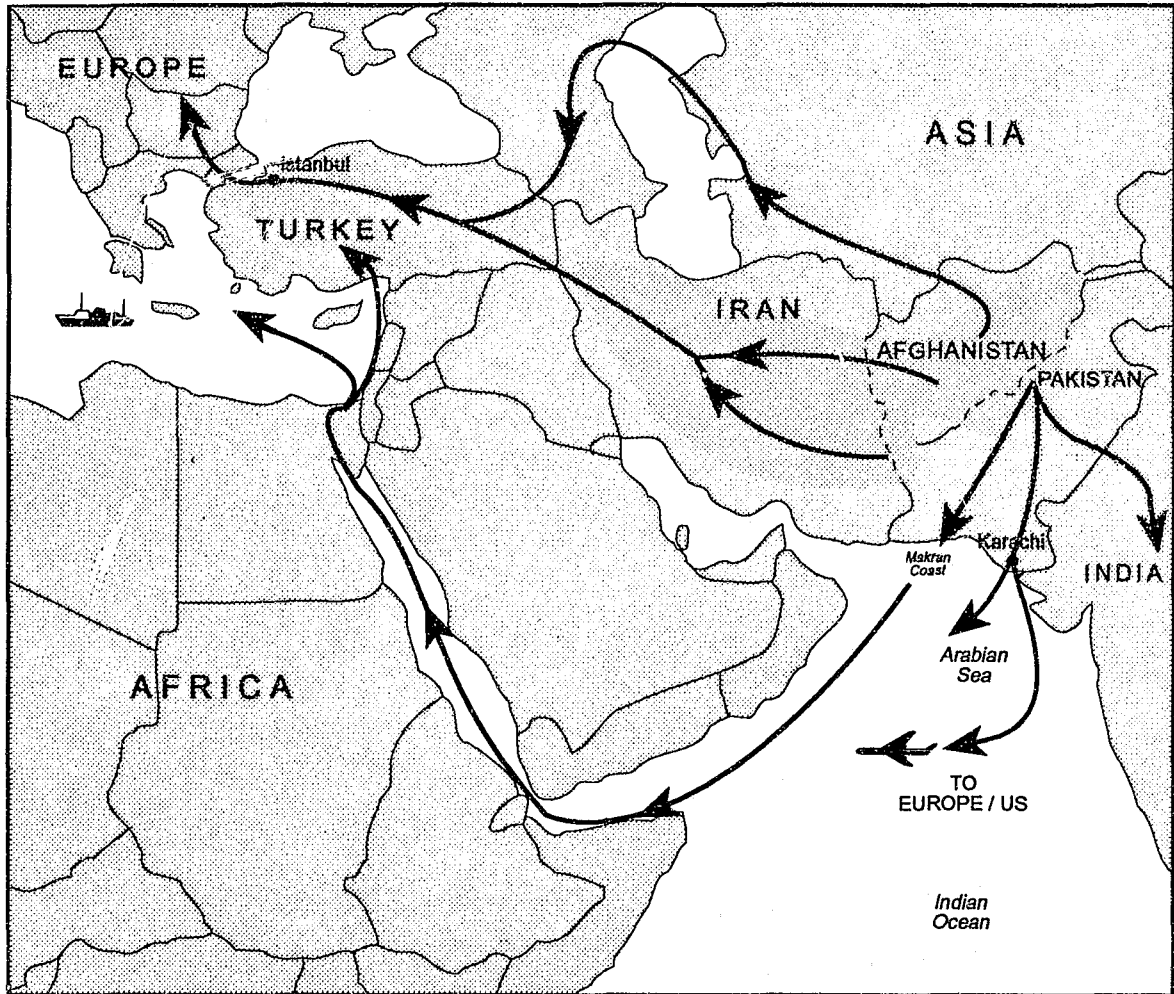 EUROPE
ASIA
istanbul
TURKEY
IRAN
AFGHANISTAN
PAKISTAN
Karachi
Makran
Coast
INDIA
Arabian
Sea
AFRICA
TO
EUROPE / US
Indian
Ocean